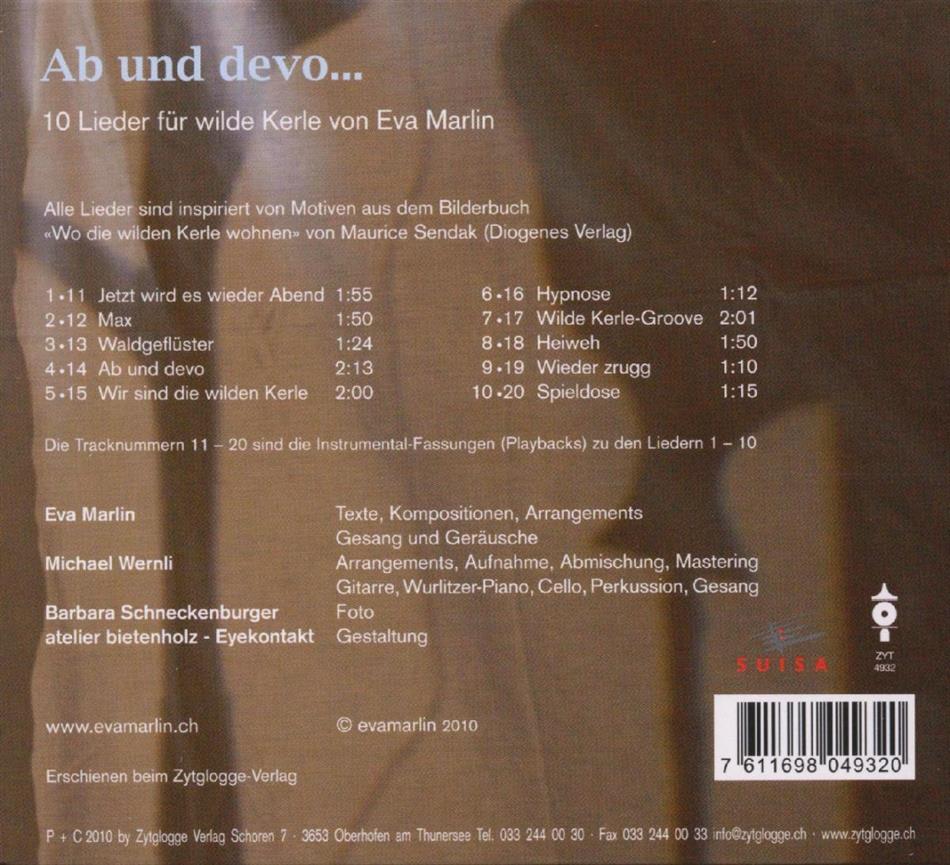 Ab und devo...
10 Lieder für wilde Kerle von Eva Marlin
Alle Lieder sind inspiriert von Motiven aus dem Bilderbuch
«Wo die wilden Kerle wohnen» von Maurice Sendak (Diogenes Verlag)
1•11 Jetzt wird es wieder Abend 1:55
2•12 Max 1:50
3•13 Waldgeflüster 1:24
4•14 Ab und devo 2:13
5•15 Wir sind die wilden Kerle 2:00
6•16 Hypnose 1:12
7•17 Wilde Kerle-Groove 2:01
8•18 Heiweh 1:50
9•19 Wieder zrugg 1:10
10•20 Spieldose 1:15
Die Tracknummern 11 – 20 sind die Instrumental-Fassungen (Playbacks) zu den Liedern 1 – 10
Eva Marlin Texte, Kompositionen, Arrangements
Gesang und Geräusche
Michael Wernli Arrangements, Aufnahme, Abmischung, Mastering
Gitarre, Wurlitzer-Piano, Cello, Perkussion, Gesang
Barbara Schneckenburger Foto
atelier bietenholz - Eyekontakt Gestaltung
SUISA
ZYT
4932
www.evamarlin.ch © evamarlin 2010
7 611698 049320
Erschienen beim Zytglogge-Verlag
P + C 2010 by Zytglogge Verlag Schoren 7 · 3653 Oberhofen am Thunersee Tel. 033 244 00 30 · Fax 033 244 00 33 info@zytglogge.ch · www.zytglogge.ch